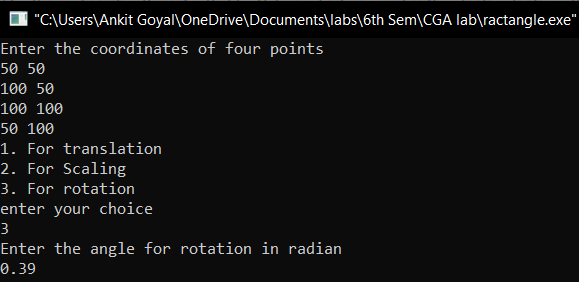 "C:\Users\Ankit Goyal\OneDrive\Documents\labs\6th Sem\CGA lab\ractangle.exe"
Enter the coordinates of four points
50 50
100 50
100 100
50 100
1. For translation
2. For Scaling
3. For rotation
enter your choice
3
Enter the angle for rotation in radian
0.39